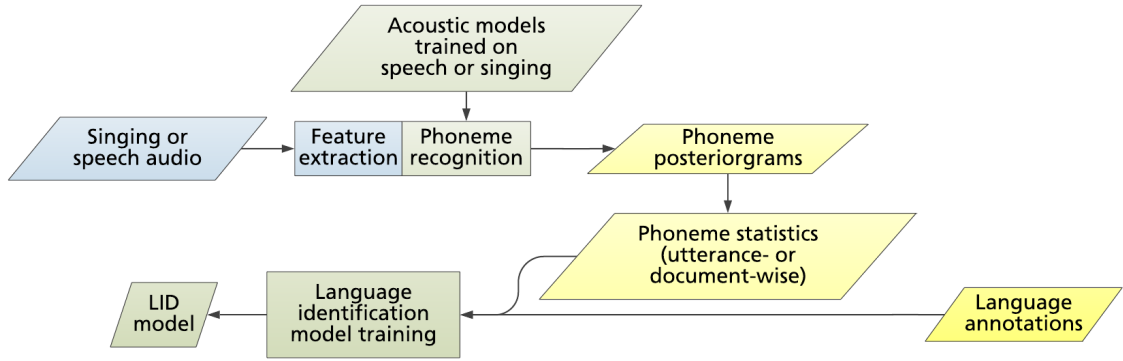 Acoustic models
trained on
speech or singing
Singing or
speech audio
Feature
extraction
Phoneme
recognition
Phoneme
posteriorgrams
Phoneme statistics
(utterance- or
document-wise)
LID
model
Language
identification
model training
Language
annotations